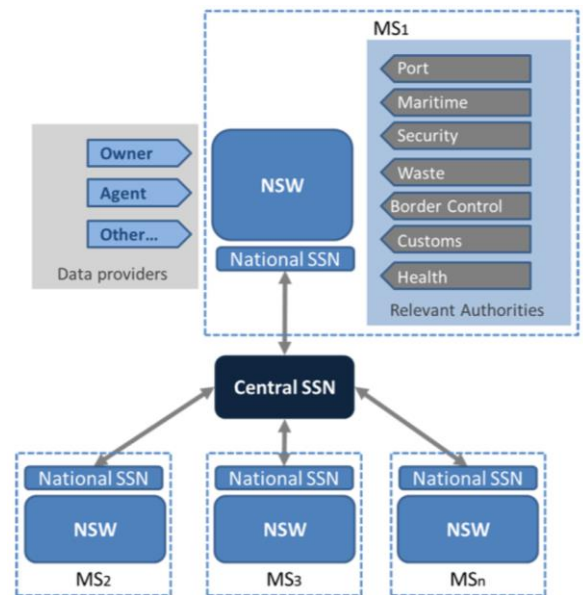 MS1
Port
Maritime
Security
Waste
Border Control
Customs
Health
Relevant Authorities
Owner
Agent
Other...
Data providers
NSW
National SSN
Central SSN
National SSN
NSW
MS2
National SSN
NSW
MS3
National SSN
NSW
MSn